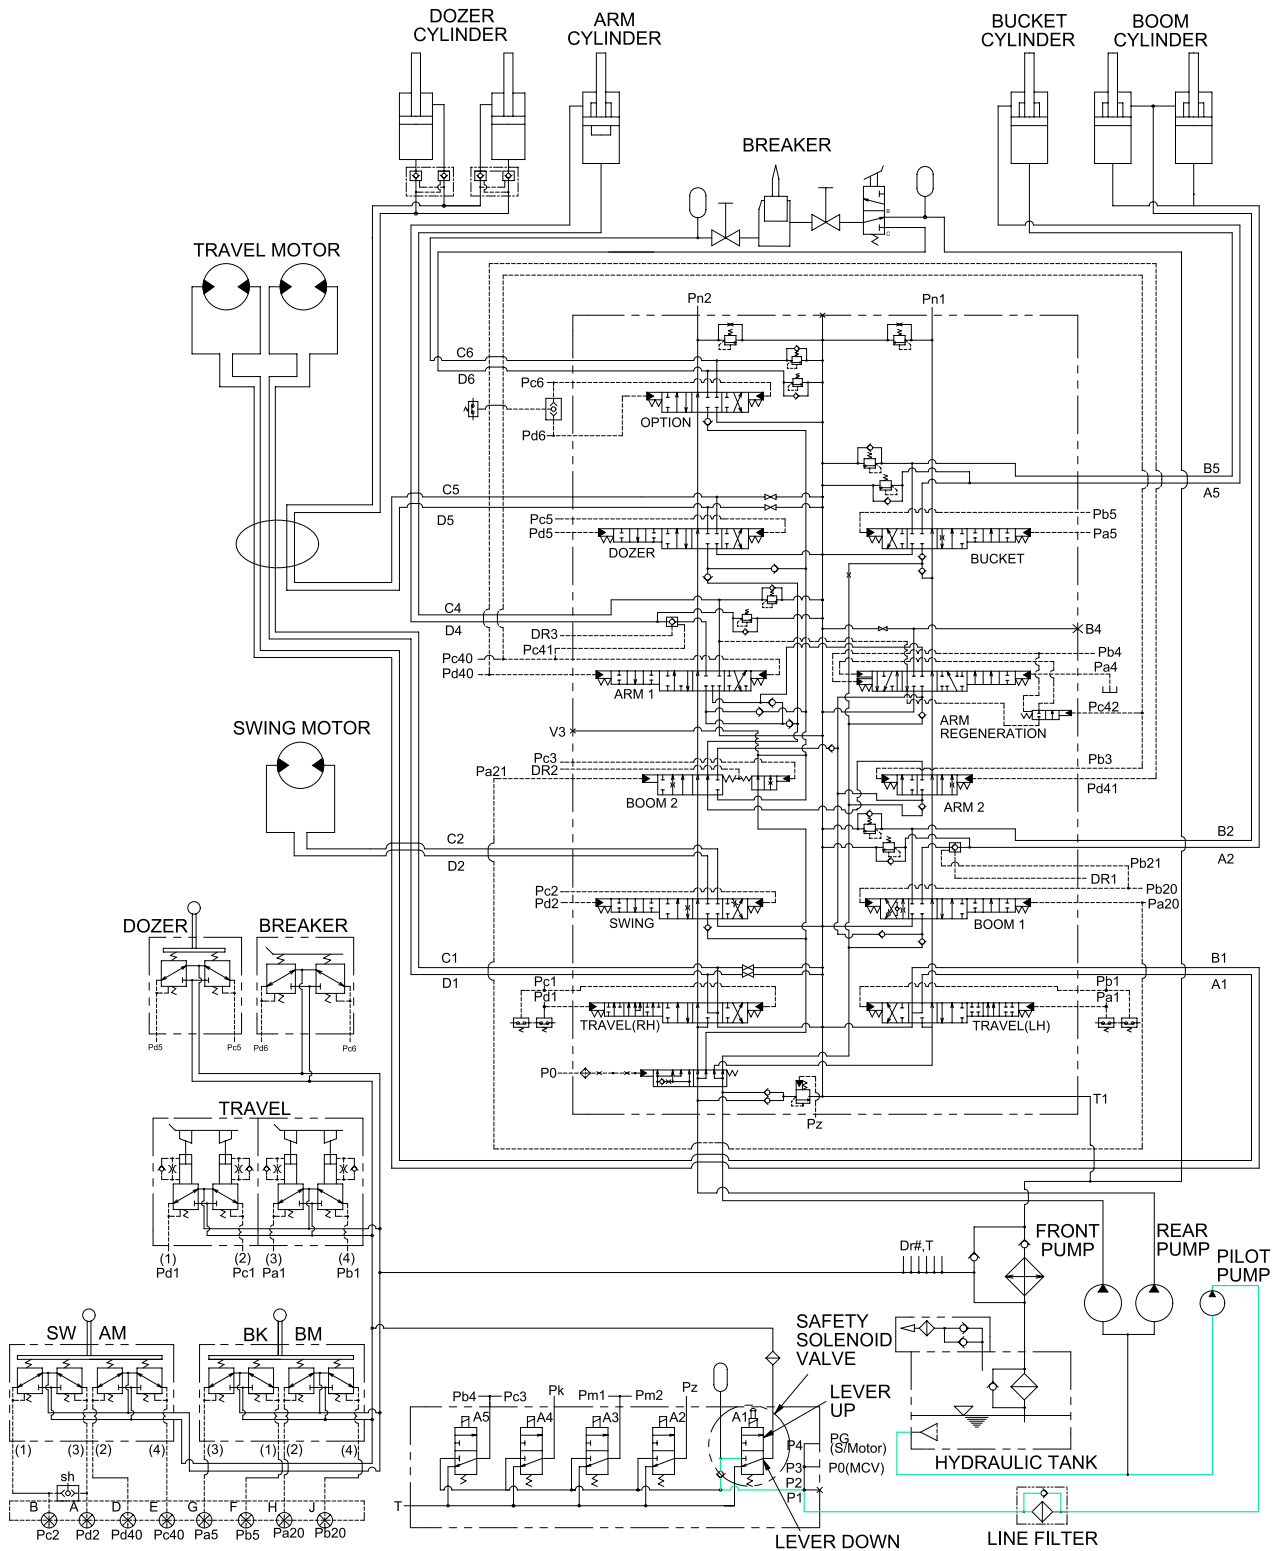 DOZER
CYLINDER
ARM
CYLINDER
BUCKET
CYLINDER
BOOM
CYLINDER
BREAKER
B
C
TRAVEL MOTOR
Pn2
Pn1
C6
D6
Pc6
OPTION
Pd6
C5
D5
Pc5
Pd5
DOZER
B5
A5
Pb5
Pa5
BUCKET
C4
D4
DR3
Pc41
Pc40
Pd40
ARM 1
B4
Pb4
Pa4
Pc42
ARM
REGENERATION
SWING MOTOR
V3
Pc3
DR2
Pa21
BOOM 2
Pb3
Pd41
ARM 2
C2
D2
B2
A2
Pb21
DR1
Pc2
Pd2
SWING
Pb20
Pa20
BOOM 1
DOZER
BREAKER
Pd5
Pc5
Pd6
Pc6
C1
D1
Pc1
Pd1
TRAVEL(RH)
B1
A1
Pb1
Pa1
TRAVEL(LH)
P0
T1
Pz
TRAVEL
(1)
Pd1
(2)
Pc1
(3)
Pa1
(4)
Pb1
Dr#,T
FRONT
PUMP
REAR
PUMP
PILOT
PUMP
SW
AM
BK
BM
(1)
(3)
(2)
(4)
(3)
(1)
(2)
(4)
sh
B
A
D
E
G
F
H
J
Pc2
Pd2
Pd40
Pc40
Pa5
Pb5
Pa20
Pb20
SAFETY
SOLENOID
VALVE
LEVER
UP
Pb4
Pc3
Pk
Pm1
Pm2
Pz
A5
A4
A3
A2
A1
P4
PG
(S/Motor)
P3
P0(MCV)
P2
P1
T
LEVER DOWN
HYDRAULIC TANK
LINE FILTER